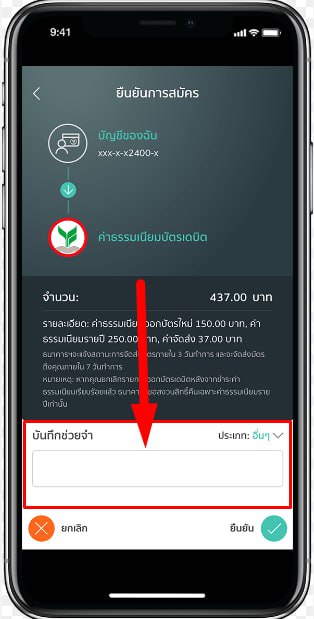 9:41
ยืนยันการสมัคร
บัญชีของฉัน
xxx-x-x2400-x
ค่าธรรมเนียมบัตรเดบิต
จำนวน: 437.00 บาท
รายละเอียด: ค่าธรรมเนียมออกบัตรใหม่ 150.00 บาท, ค่า
ธรรมเนียมรายปี 250.00 บาท, ค่าจัดส่ง 37.00 บาท
ธนาคารฯจะแจ้งสถานะการจัดส่งบัตรภายใน 3 วันทำการ และจะจัดส่งบัตร
ถึงคุณภายใน 7 วันทำการ
หมายเหตุ: หากคุณยกเลิกรายการออกบัตรเดบิตหลังจากชำระค่า
ธรรมเนียมเรียบร้อยแล้ว ธนาคารขอสงวนสิทธิ์คืนเฉพาะค่าธรรมเนียมราย
ปีเท่านั้น
บันทึกช่วยจำ ประเภท: อื่นๆ
ยกเลิก ยืนยัน